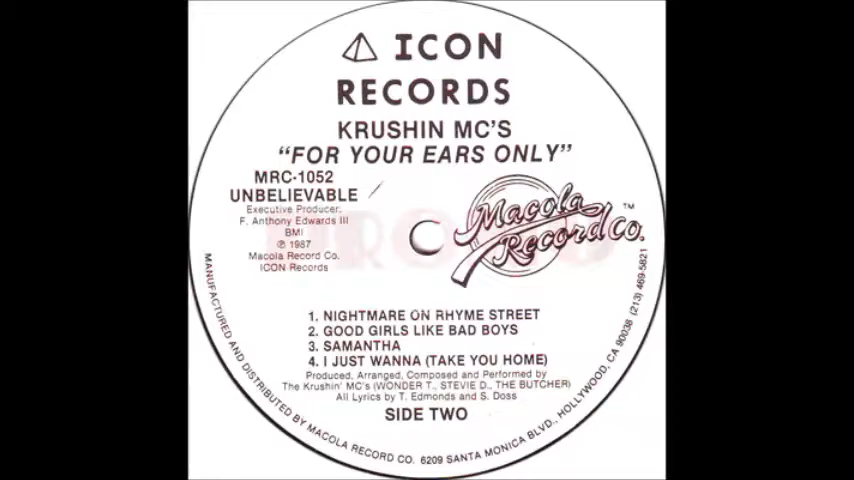 ICON
RECORDS
KRUSHIN MC'S
"FOR YOUR EARS ONLY"
MRC-1052
UNBELIEVABLE
Executive Producer:
F. Anthony Edwards III
BMI
℗ 1987
Macola Record Co.
ICON Records
Macola
Record Co.™
1. NIGHTMARE ON RHYME STREET
2. GOOD GIRLS LIKE BAD BOYS
3. SAMANTHA
4. I JUST WANNA (TAKE YOU HOME)
Produced, Arranged, Composed and Performed by
The Krushin' MC's (WONDER T., STEVIE D., THE BUTCHER)
All Lyrics by T. Edmonds and S. Doss
SIDE TWO
MANUFACTURED AND DISTRIBUTED BY MACOLA RECORD CO. 6209 SANTA MONICA BLVD., HOLLYWOOD, CA 90038 (213) 469-5821